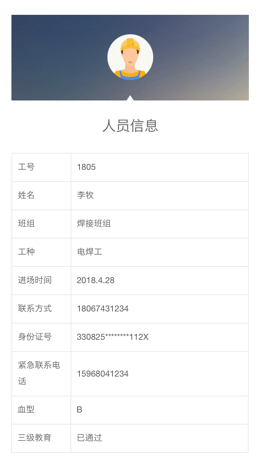 人员信息
工号 1805
姓名 李牧
班组 焊接班组
工种 电焊工
进场时间 2018.4.28
联系方式 18067431234
身份证号 330825********112X
紧急联系电
话 15968041234
血型 B
三级教育 已通过